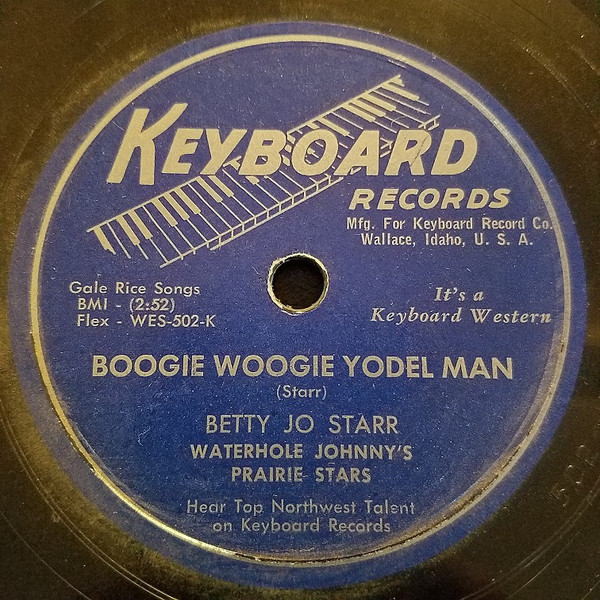 KEYBOARD
RECORDS
Mfg. For Keyboard Record Co.
Wallace, Idaho, U. S. A.
Gale Rice Songs
BMI - (2:52)
Flex - WES-502-K
It's a
Keyboard Western
BOOGIE WOOGIE YODEL MAN
(Starr)
BETTY JO STARR
WATERHOLE JOHNNY'S
PRAIRIE STARS
Hear Top Northwest Talent
on Keyboard Records